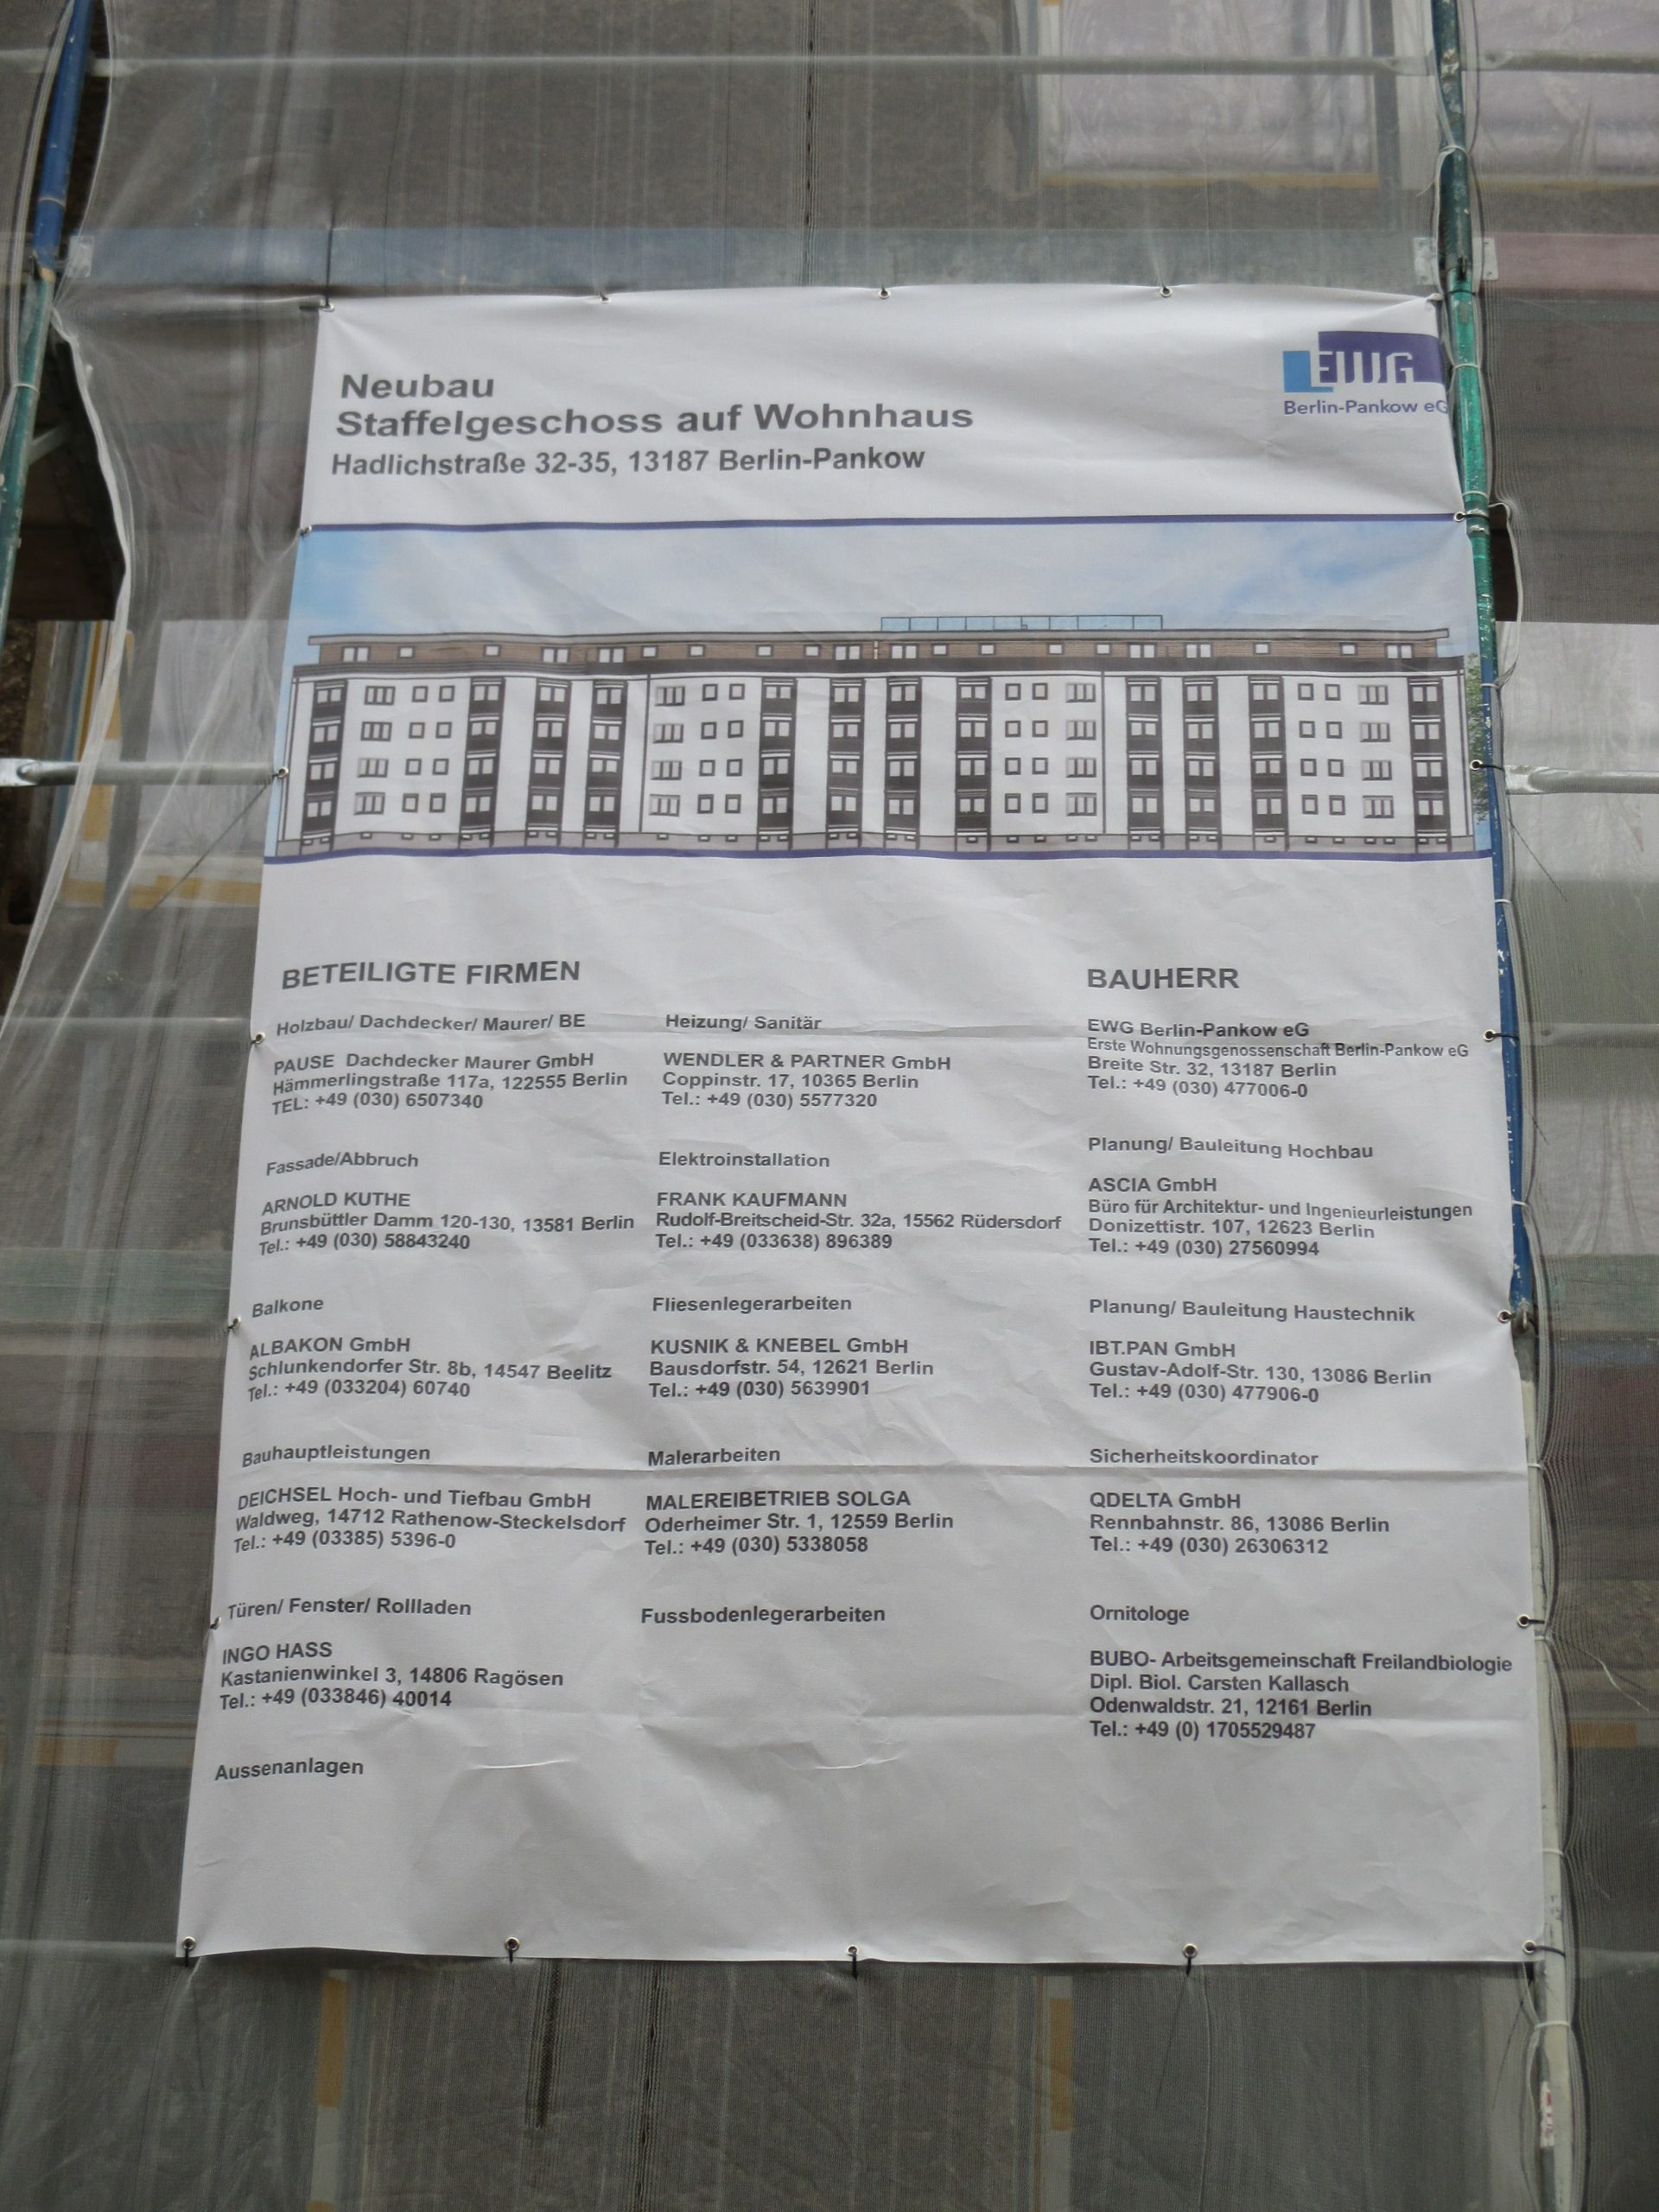 Neubau
Staffelgeschoss auf Wohnhaus
Hadlichstraße 32-35, 13187 Berlin-Pankow
EWG
Berlin-Pankow eG
BETEILIGTE FIRMEN
Holzbau/ Dachdecker/ Maurer/ BE
PAUSE Dachdecker Maurer GmbH
Hämmerlingstraße 117a, 122555 Berlin
TEL: +49 (030) 6507340
Fassade/Abbruch
ARNOLD KUTHE
Brunsbüttler Damm 120-130, 13581 Berlin
Tel.: +49 (030) 58843240
Balkone
ALBAKON GmbH
Schlunkendorfer Str. 8b, 14547 Beelitz
Tel.: +49 (033204) 60740
Bauhauptleistungen
DEICHSEL Hoch- und Tiefbau GmbH
Waldweg, 14712 Rathenow-Steckelsdorf
Tel.: +49 (03385) 5396-0
Türen/ Fenster/ Rollladen
INGO HASS
Kastanienwinkel 3, 14806 Ragösen
Tel.: +49 (033846) 40014
Aussenanlagen
Heizung/ Sanitär
WENDLER & PARTNER GmbH
Coppinstr. 17, 10365 Berlin
Tel.: +49 (030) 5577320
Elektroinstallation
FRANK KAUFMANN
Rudolf-Breitscheid-Str. 32a, 15562 Rüdersdorf
Tel.: +49 (033638) 896389
Fliesenlegerarbeiten
KUSNIK & KNEBEL GmbH
Bausdorfstr. 54, 12621 Berlin
Tel.: +49 (030) 5639901
Malerarbeiten
MALEREIBETRIEB SOLGA
Oderheimer Str. 1, 12559 Berlin
Tel.: +49 (030) 5338058
Fussbodenlegerarbeiten
BAUHERR
EWG Berlin-Pankow eG
Erste Wohnungsgenossenschaft Berlin-Pankow eG
Breite Str. 32, 13187 Berlin
Tel.: +49 (030) 477006-0
Planung/ Bauleitung Hochbau
ASCIA GmbH
Büro für Architektur- und Ingenieurleistungen
Donizettistr. 107, 12623 Berlin
Tel.: +49 (030) 27560994
Planung/ Bauleitung Haustechnik
IBT.PAN GmbH
Gustav-Adolf-Str. 130, 13086 Berlin
Tel.: +49 (030) 477906-0
Sicherheitskoordinator
QDELTA GmbH
Rennbahnstr. 86, 13086 Berlin
Tel.: +49 (030) 26306312
Ornitologe
BUBO- Arbeitsgemeinschaft Freilandbiologie
Dipl. Biol. Carsten Kallasch
Odenwaldstr. 21, 12161 Berlin
Tel.: +49 (0) 1705529487